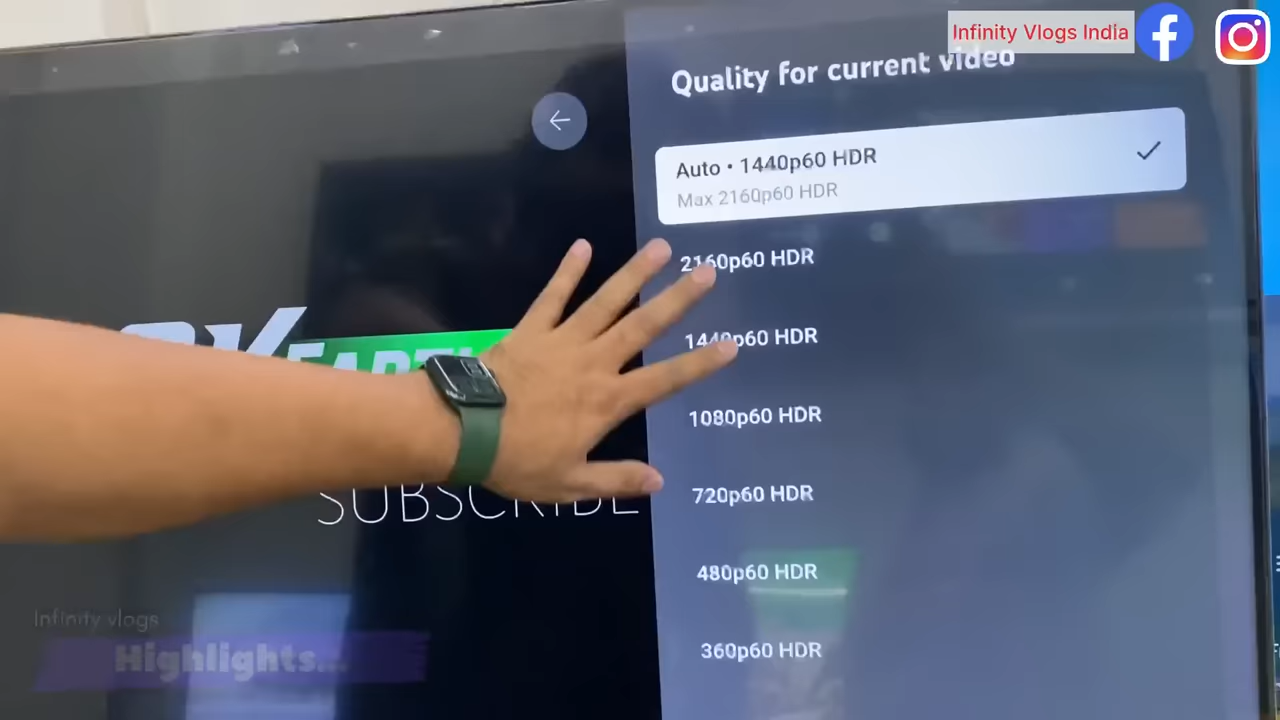 Infinity Vlogs India
Quality for current video
Auto • 1440p60 HDR
Max 2160p60 HDR
2160p60 HDR
1440p60 HDR
1080p60 HDR
720p60 HDR
480p60 HDR
360p60 HDR
SUBSCRIBE
Infinity vlogs
Highlights...